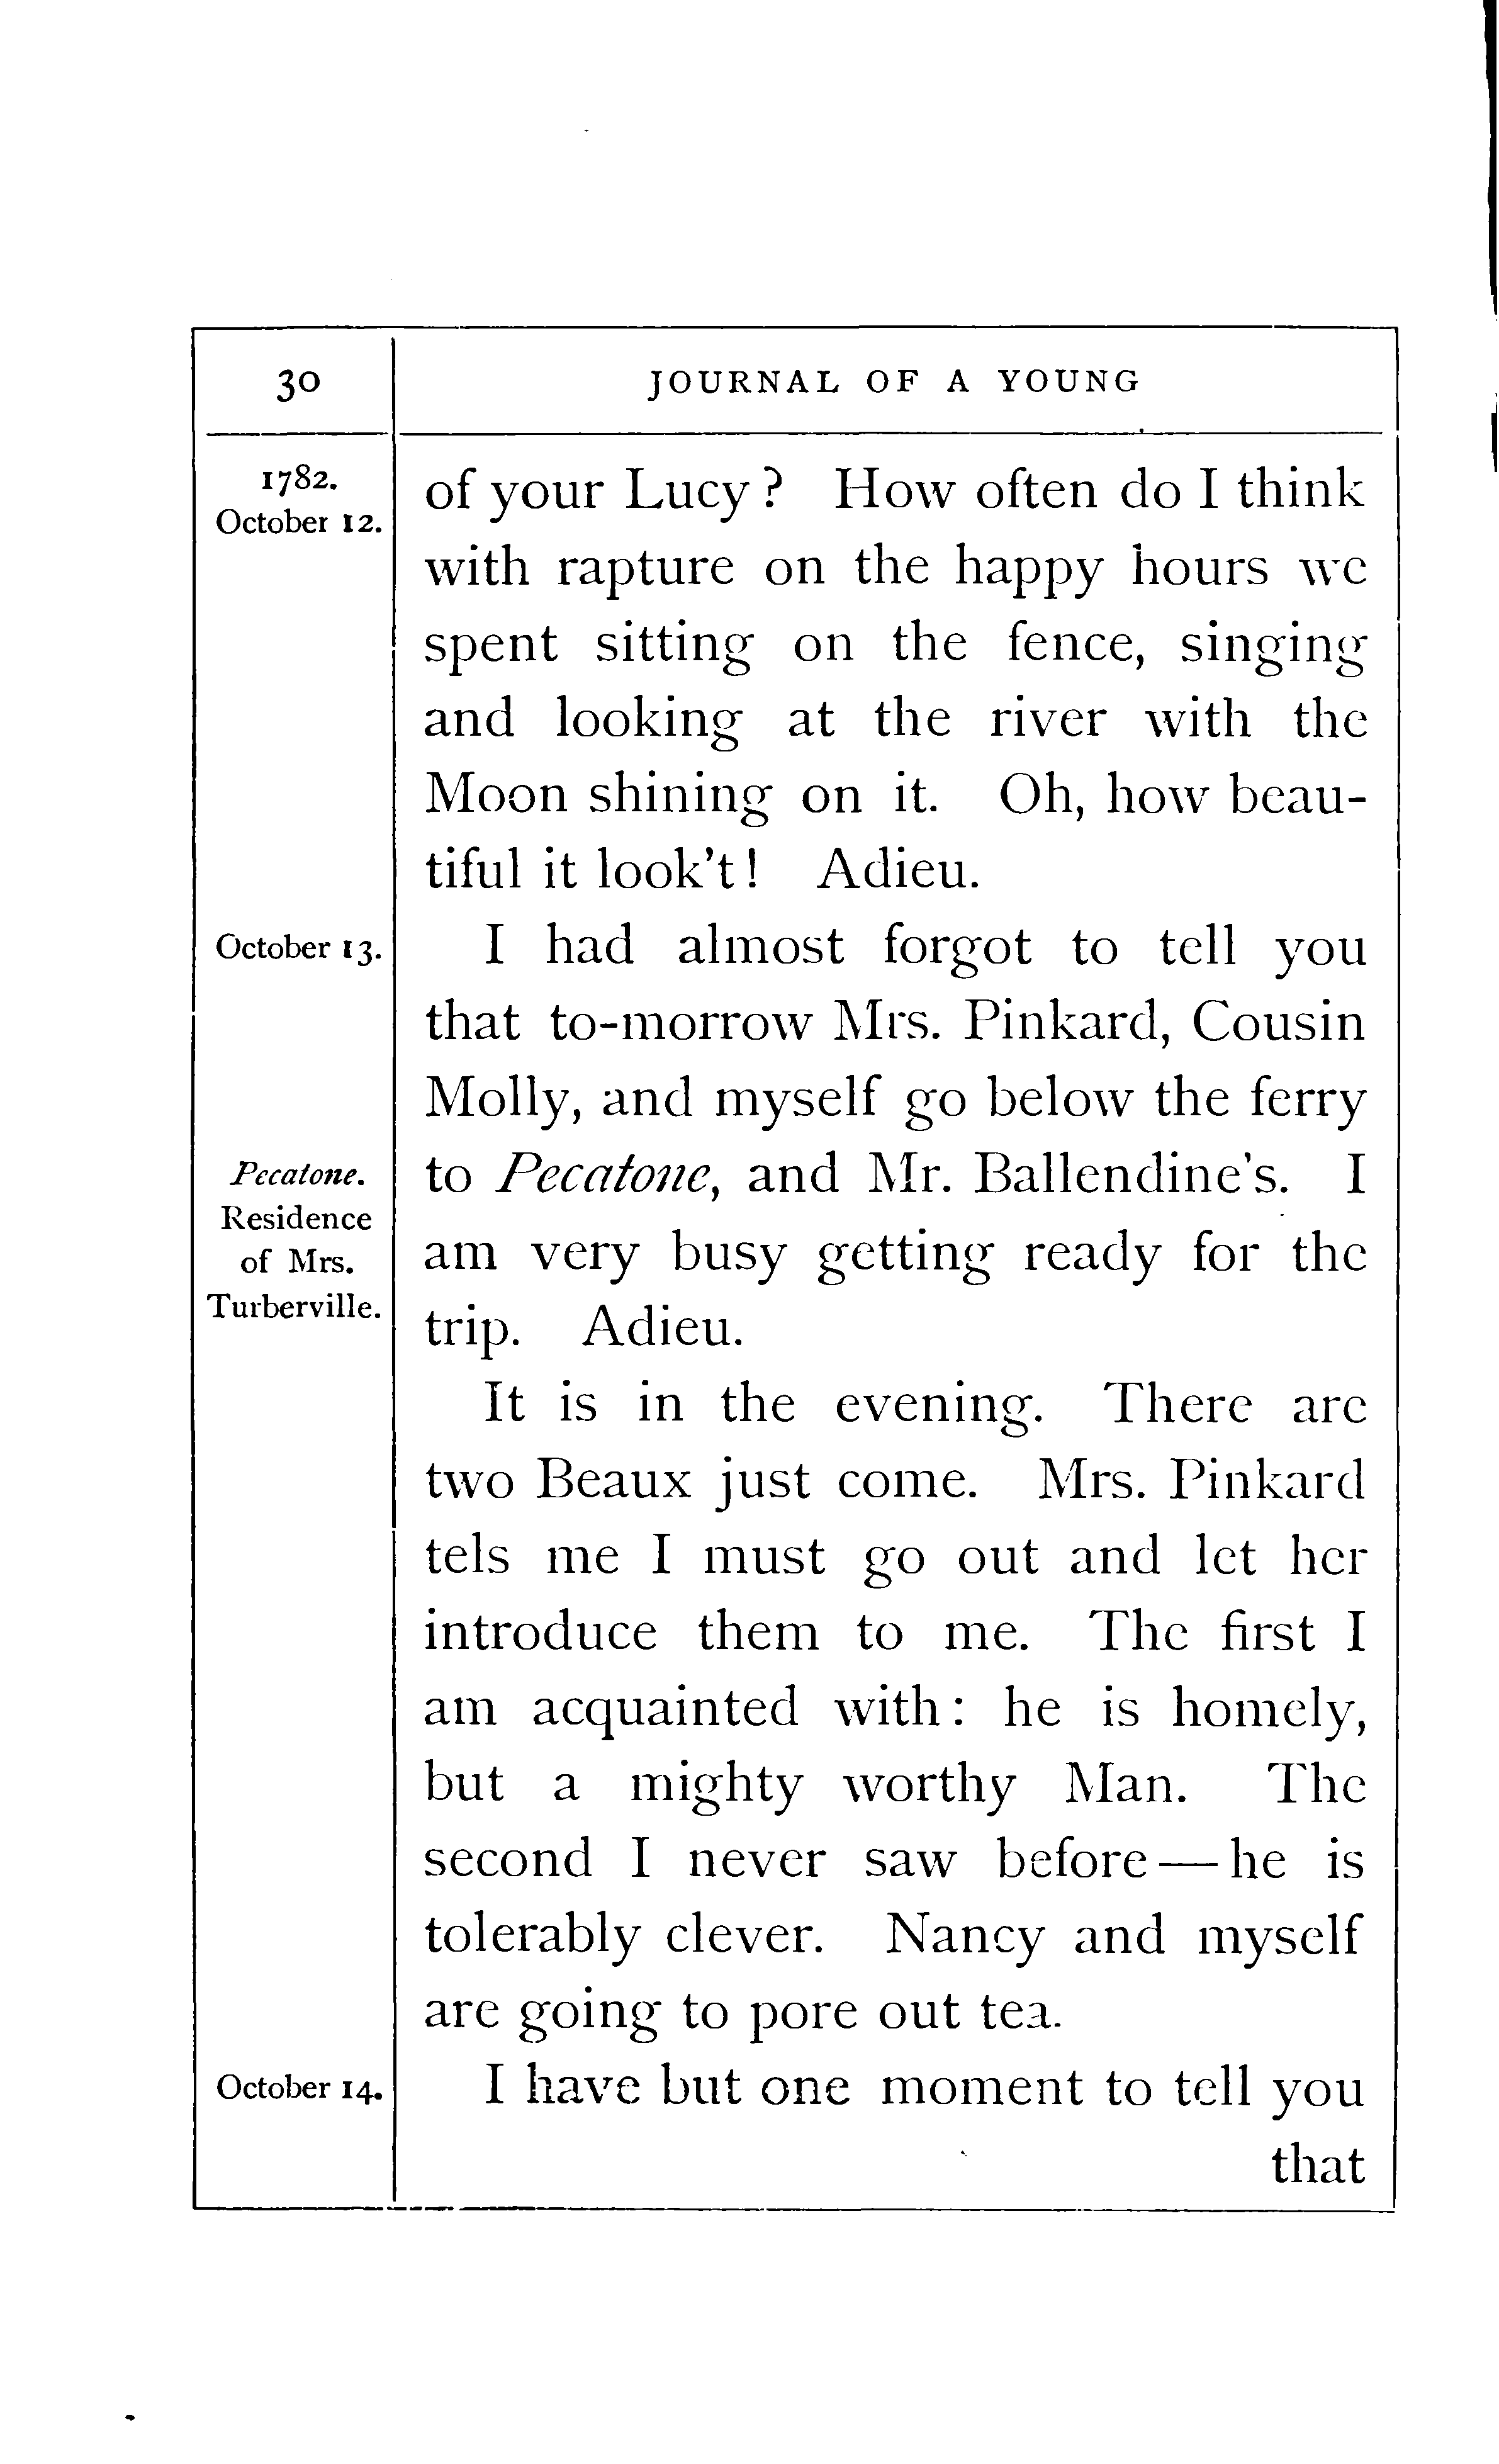 30
JOURNAL OF A YOUNG
1782.
October 12.
of your Lucy? How often do I think
with rapture on the happy hours we
spent sitting on the fence, singing
and looking at the river with the
Moon shining on it. Oh, how beau-
tiful it look't! Adieu.
October 13.
I had almost forgot to tell you
that to-morrow Mrs. Pinkard, Cousin
Molly, and myself go below the ferry
Pecatone.
Residence
of Mrs.
Turberville.
to Pecatone, and Mr. Ballendine's. I
am very busy getting ready for the
trip. Adieu.
It is in the evening. There are
two Beaux just come. Mrs. Pinkard
tels me I must go out and let her
introduce them to me. The first I
am acquainted with: he is homely,
but a mighty worthy Man. The
second I never saw before—he is
tolerably clever. Nancy and myself
are going to pore out tea.
October 14.
I have but one moment to tell you
that